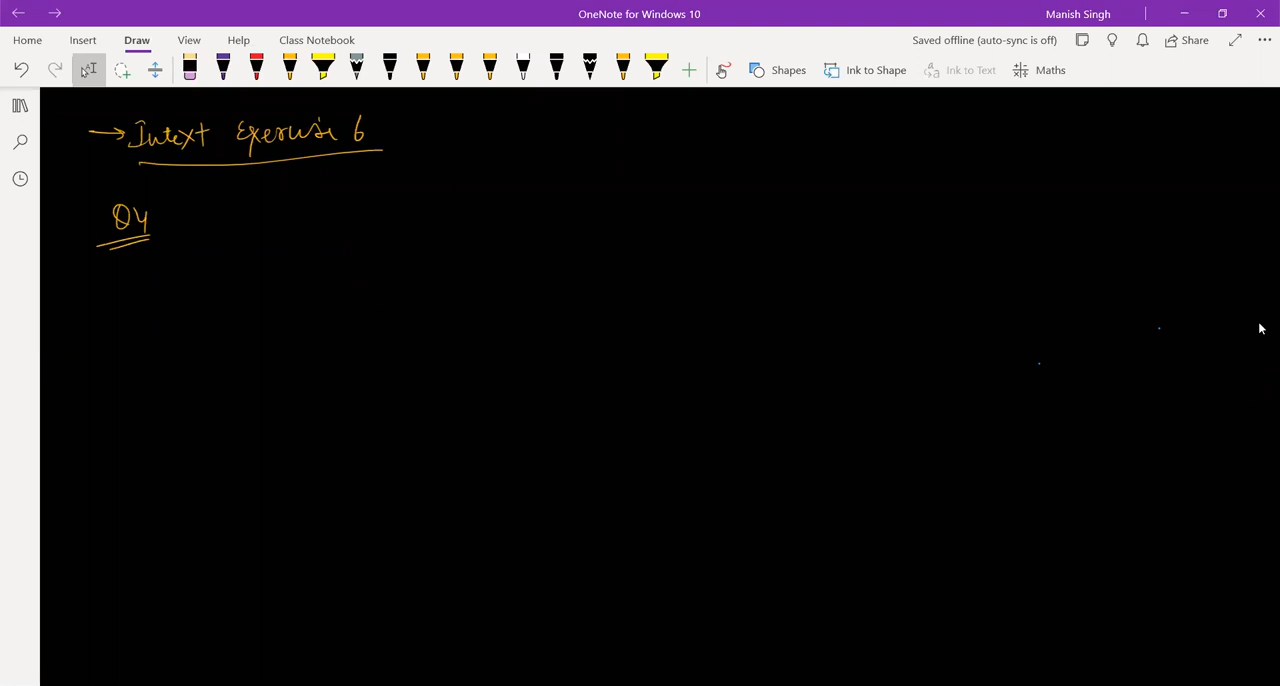 OneNote for Windows 10
Manish Singh
Home Insert Draw View Help Class Notebook
Saved offline (auto-sync is off) Share
Shapes Ink to Shape Ink to Text Maths
→ Intext Exercise 6
Q4